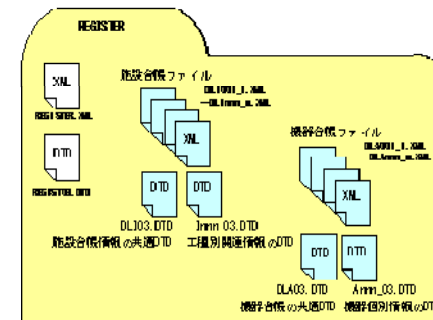 REGISTER
XML
REGISTER.XML
DTD
REGISTER.DTD
施設台帳ファイル
XML
DTD
DTD
DLI03.DTD
Imnn_03.DTD
施設台帳情報の共通DTD
工種別関連情報のDTD
機器台帳ファイル
XML
DTD
DTD
DLA03.DTD
Amnn_03.DTD
機器台帳の共通DTD
機器個別情報のDT